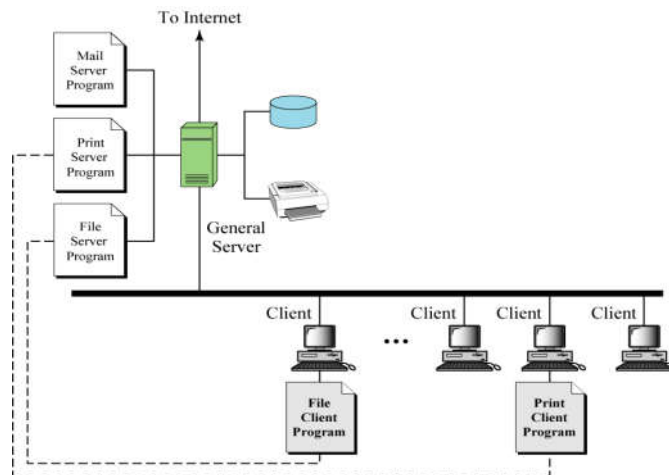 To Internet
Mail
Server
Program
Print
Server
Program
File
Server
Program
General
Server
Client
Client
Client
Client
...
File
Client
Program
Print
Client
Program